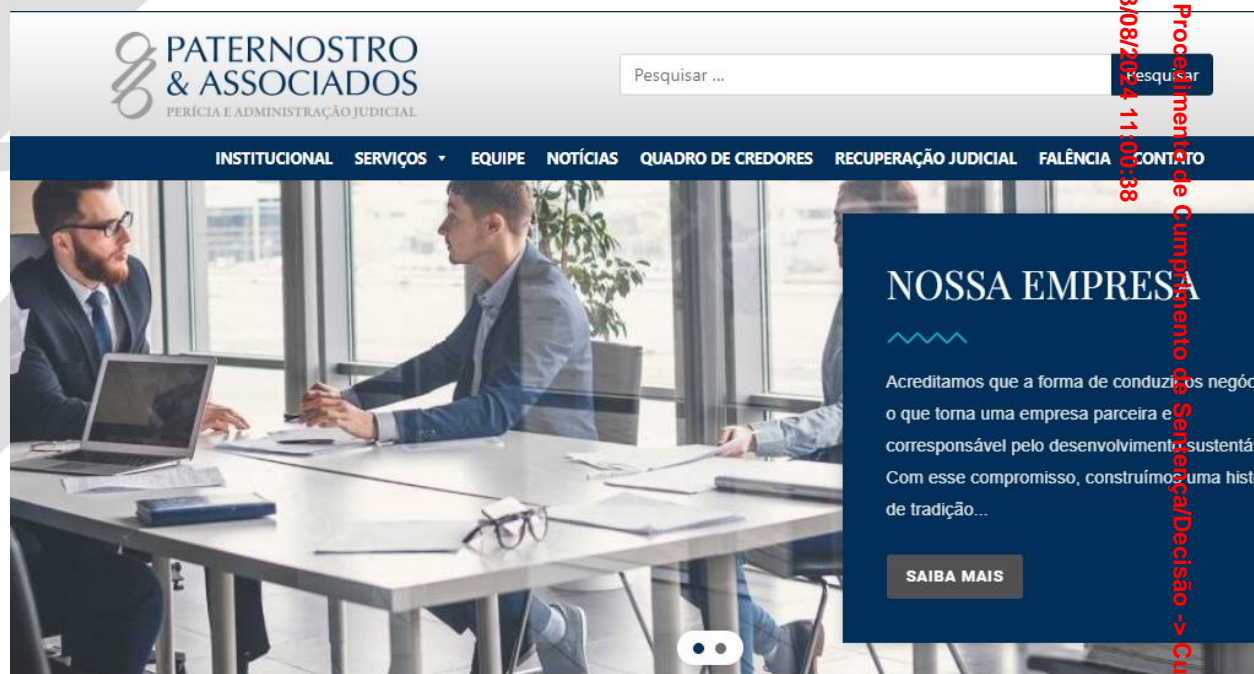 PATERNOSTRO
& ASSOCIADOS
PERÍCIA E ADMINISTRAÇÃO JUDICIAL
Pesquisar ...
Pesquisar
INSTITUCIONAL SERVIÇOS EQUIPE NOTÍCIAS QUADRO DE CREDORES RECUPERAÇÃO JUDICIAL FALÊNCIA CONTATO
NOSSA EMPRESA
Acreditamos que a forma de conduzir os negóc
o que torna uma empresa parceira e
corresponsável pelo desenvolvimento sustentá
Com esse compromisso, construímos uma hist
de tradição...
SAIBA MAIS
Procedimento de Cumprimento de Sentença/Decisão -> Cu
3/08/2024 11:00:38